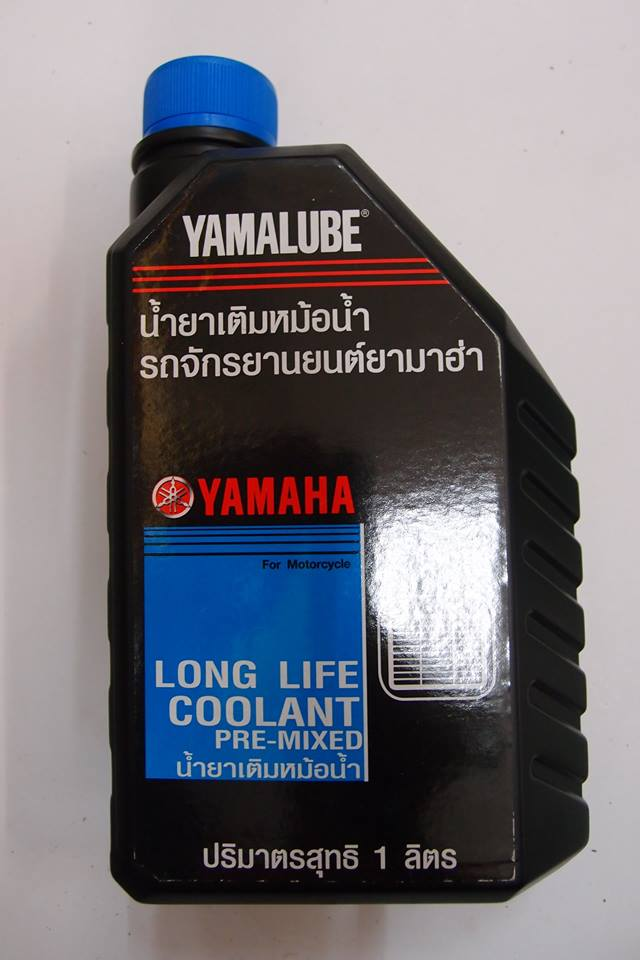 YAMALUBE®
น้ำยาเติมหม้อน้ำ
รถจักรยานยนต์ยามาฮ่า
YAMAHA
For Motorcycle
LONG LIFE
COOLANT
PRE-MIXED
น้ำยาเติมหม้อน้ำ
ปริมาตรสุทธิ 1 ลิตร